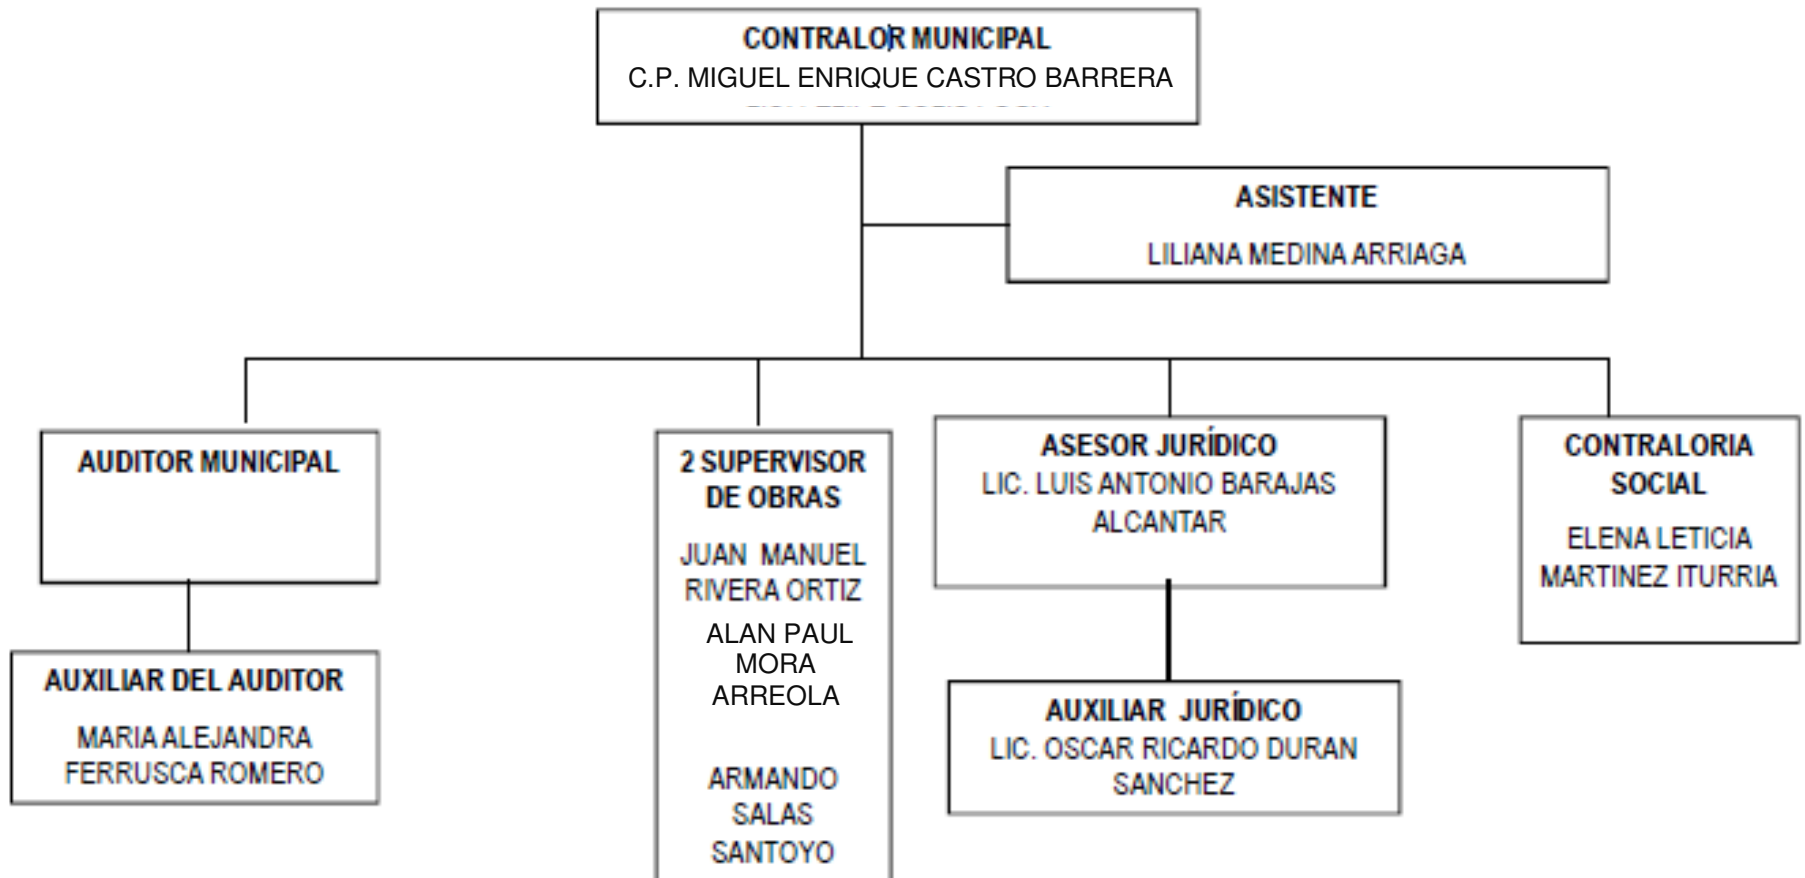 CONTRALOR MUNICIPAL
C.P. MIGUEL ENRIQUE CASTRO BARRERA
ASISTENTE
LILIANA MEDINA ARRIAGA
AUDITOR MUNICIPAL
AUXILIAR DEL AUDITOR
MARIA ALEJANDRA
FERRUSCA ROMERO
2 SUPERVISOR
DE OBRAS
JUAN MANUEL
RIVERA ORTIZ
ALAN PAUL
MORA
ARREOLA
ARMANDO
SALAS
SANTOYO
ASESOR JURÍDICO
LIC. LUIS ANTONIO BARAJAS
ALCANTAR
AUXILIAR JURÍDICO
LIC. OSCAR RICARDO DURAN
SANCHEZ
CONTRALORIA
SOCIAL
ELENA LETICIA
MARTINEZ ITURRIA